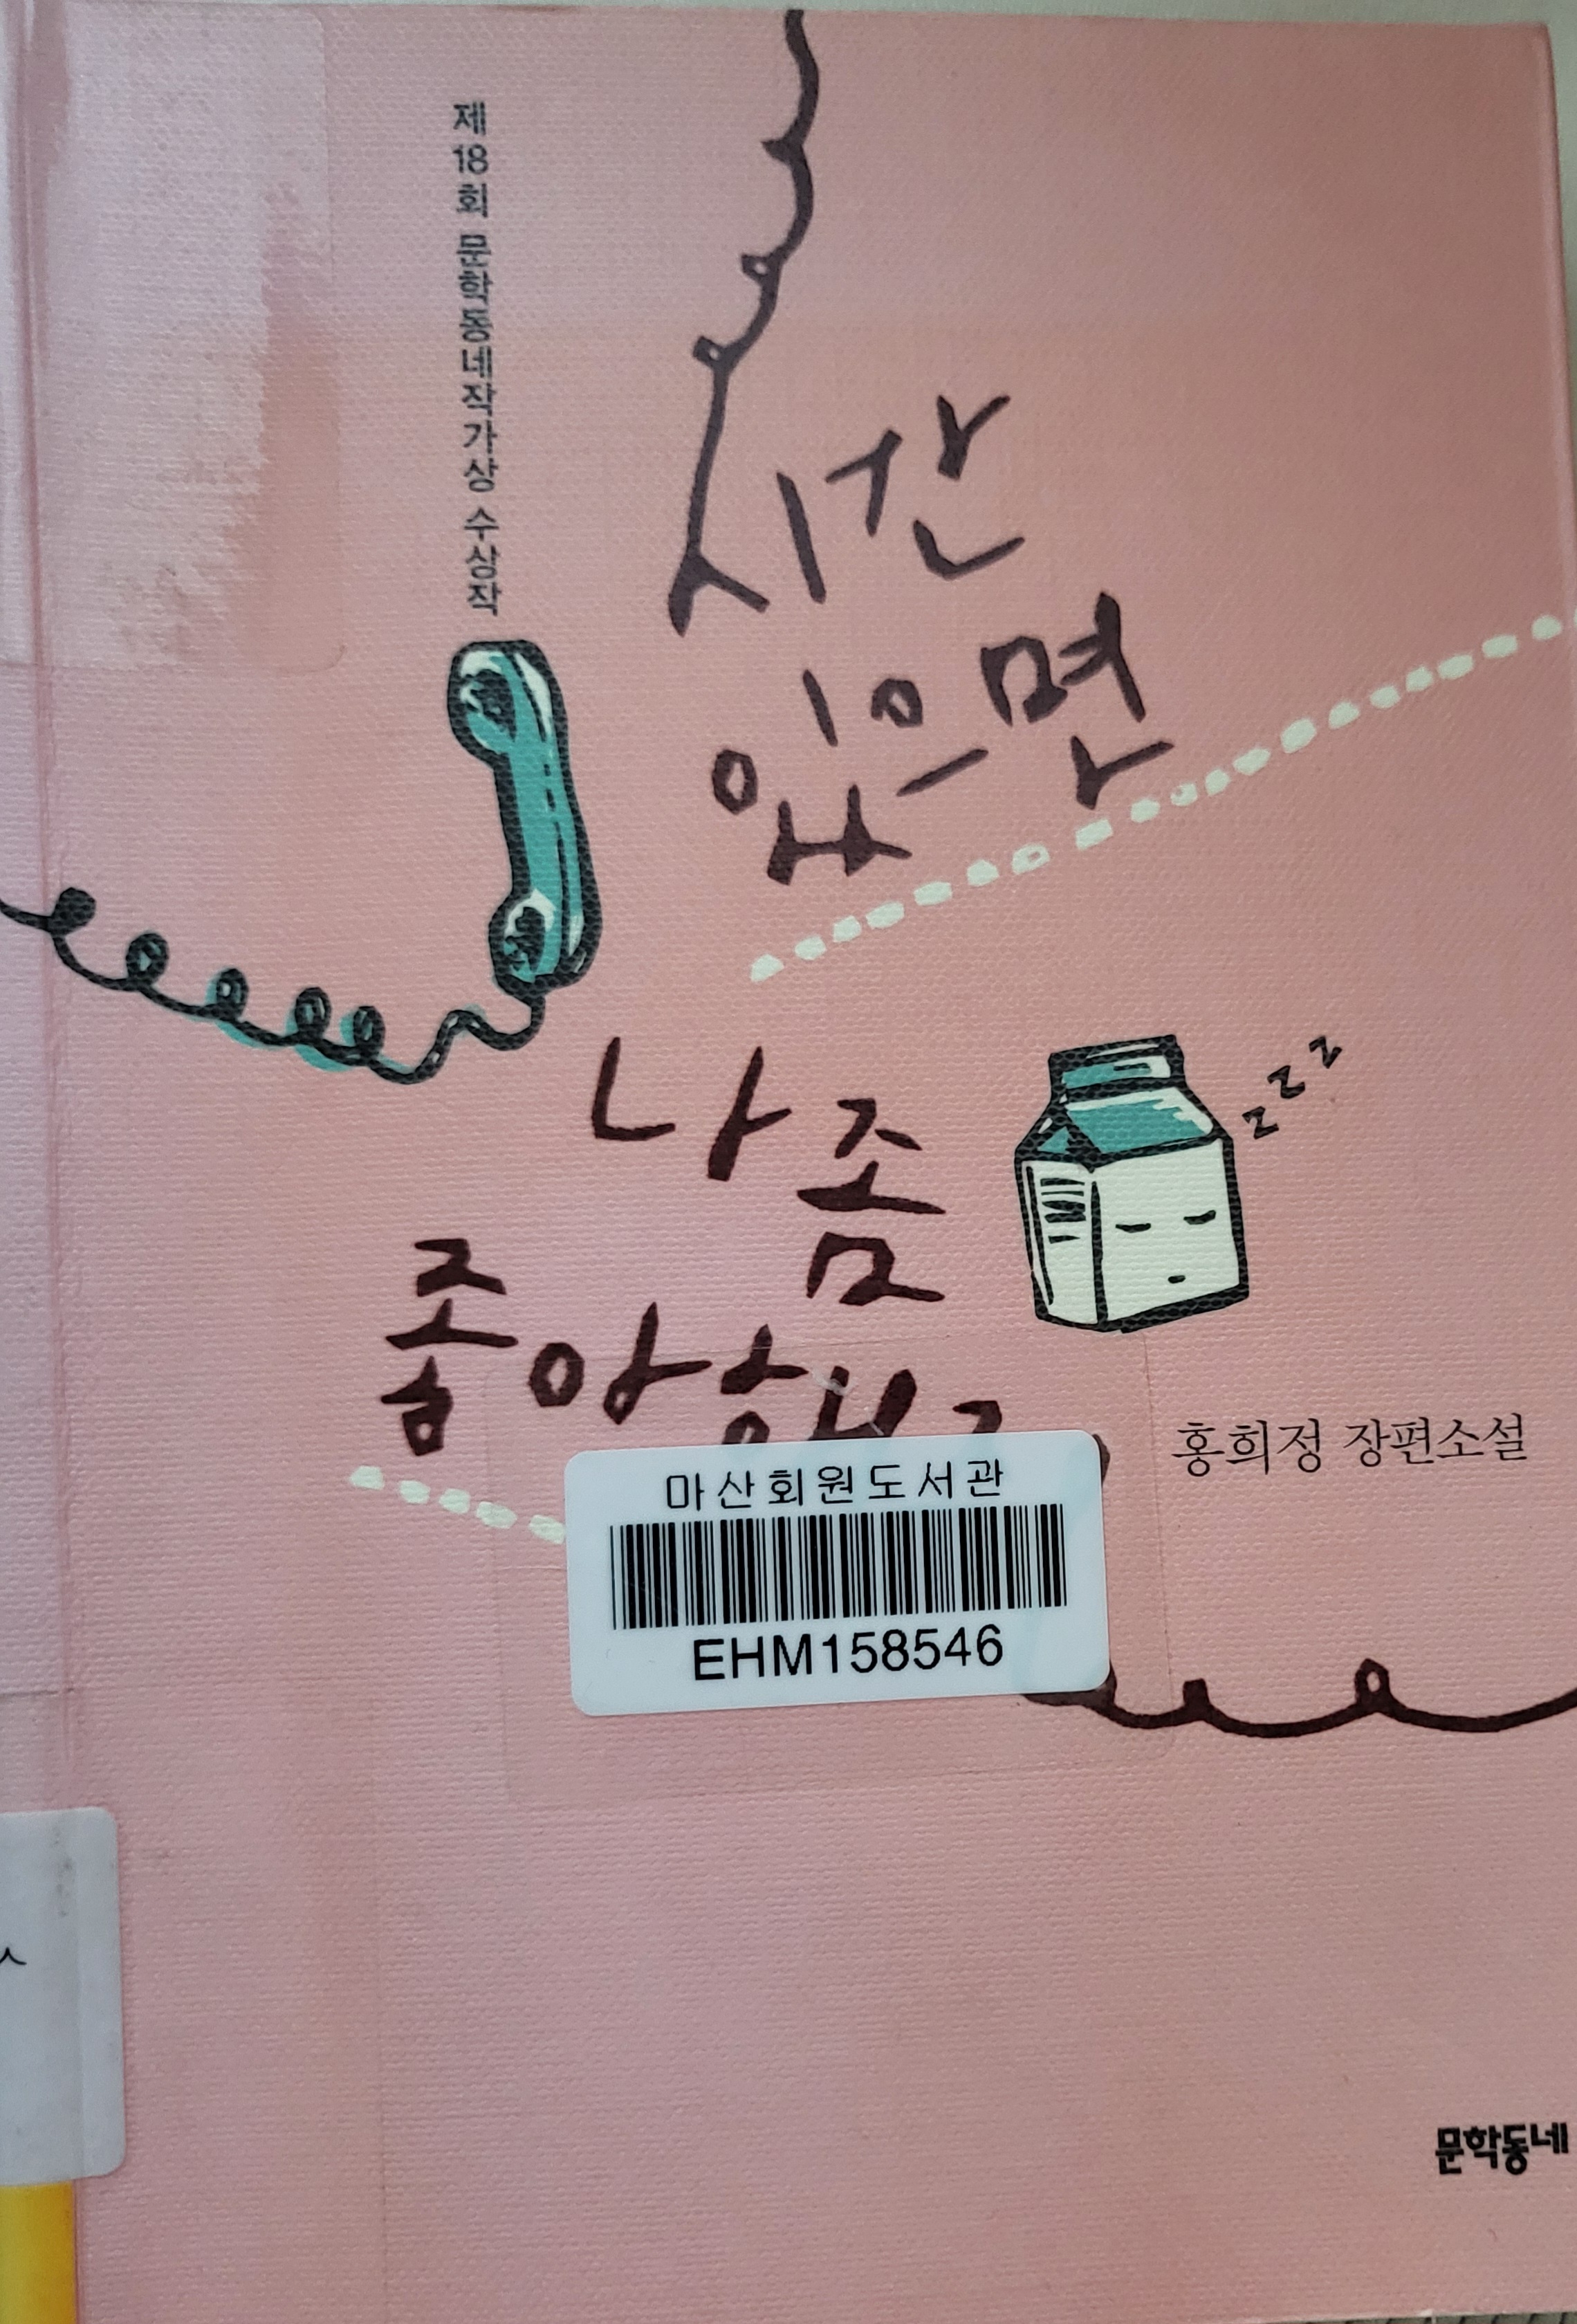 제18회 문학동네작가상 수상작
시간
있으면
나 좀
좋아해
zzz
홍희정 장편소설
마산회원도서관
EHM158546
문학동네